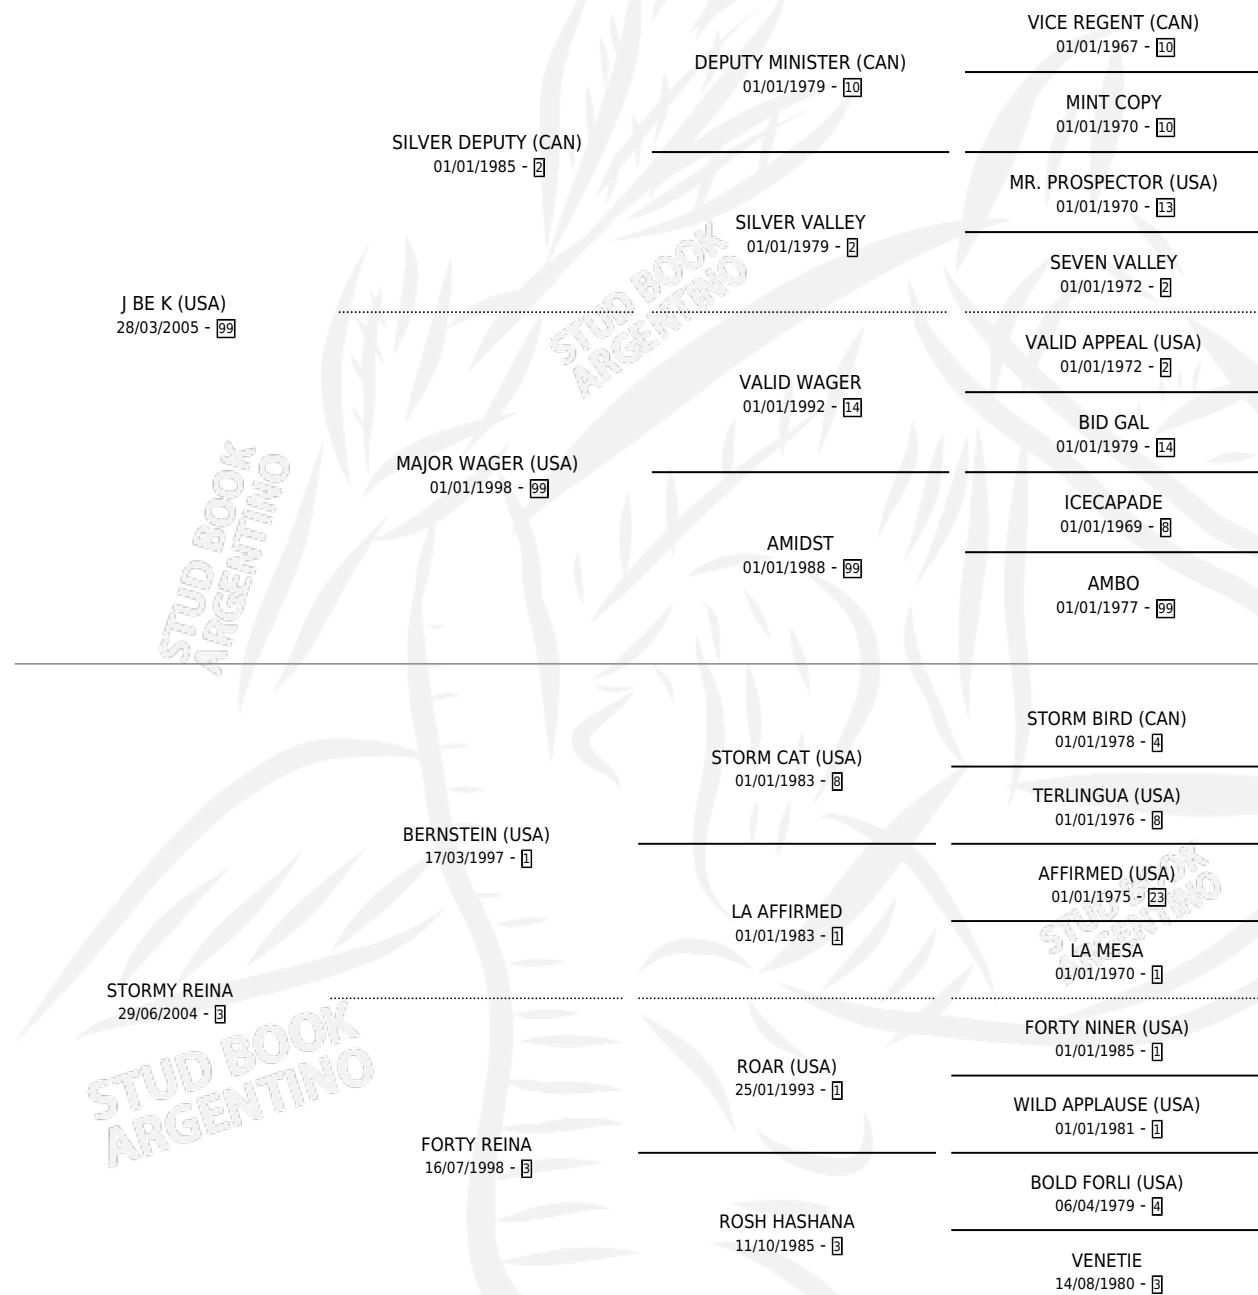 VICE REGENT (CAN)
01/01/1967 - 10
DEPUTY MINISTER (CAN)
01/01/1979 - 10
MINT COPY
01/01/1970 - 10
SILVER DEPUTY (CAN)
01/01/1985 - 2
MR. PROSPECTOR (USA)
01/01/1970 - 13
SILVER VALLEY
01/01/1979 - 2
SEVEN VALLEY
01/01/1972 - 2
J BE K (USA)
28/03/2005 - 99
VALID APPEAL (USA)
01/01/1972 - 2
VALID WAGER
01/01/1992 - 14
BID GAL
01/01/1979 - 14
MAJOR WAGER (USA)
01/01/1998 - 99
ICECAPADE
01/01/1969 - 8
AMIDST
01/01/1988 - 99
AMBO
01/01/1977 - 99
STORM BIRD (CAN)
01/01/1978 - 4
STORM CAT (USA)
01/01/1983 - 8
TERLINGUA (USA)
01/01/1976 - 8
BERNSTEIN (USA)
17/03/1997 - 1
AFFIRMED (USA)
01/01/1975 - 23
LA AFFIRMED
01/01/1983 - 1
LA MESA
01/01/1970 - 1
STORMY REINA
29/06/2004 - 3
FORTY NINER (USA)
01/01/1985 - 1
ROAR (USA)
25/01/1993 - 1
WILD APPLAUSE (USA)
01/01/1981 - 1
FORTY REINA
16/07/1998 - 3
BOLD FORLI (USA)
06/04/1979 - 4
ROSH HASHANA
11/10/1985 - 3
VENETIE
14/08/1980 - 3
STUD BOOK
ARGENTINO
STUD BOOK
ARGENTINO
STUD BOOK
ARGENTINO
STUD BOOK
ARGENTINO